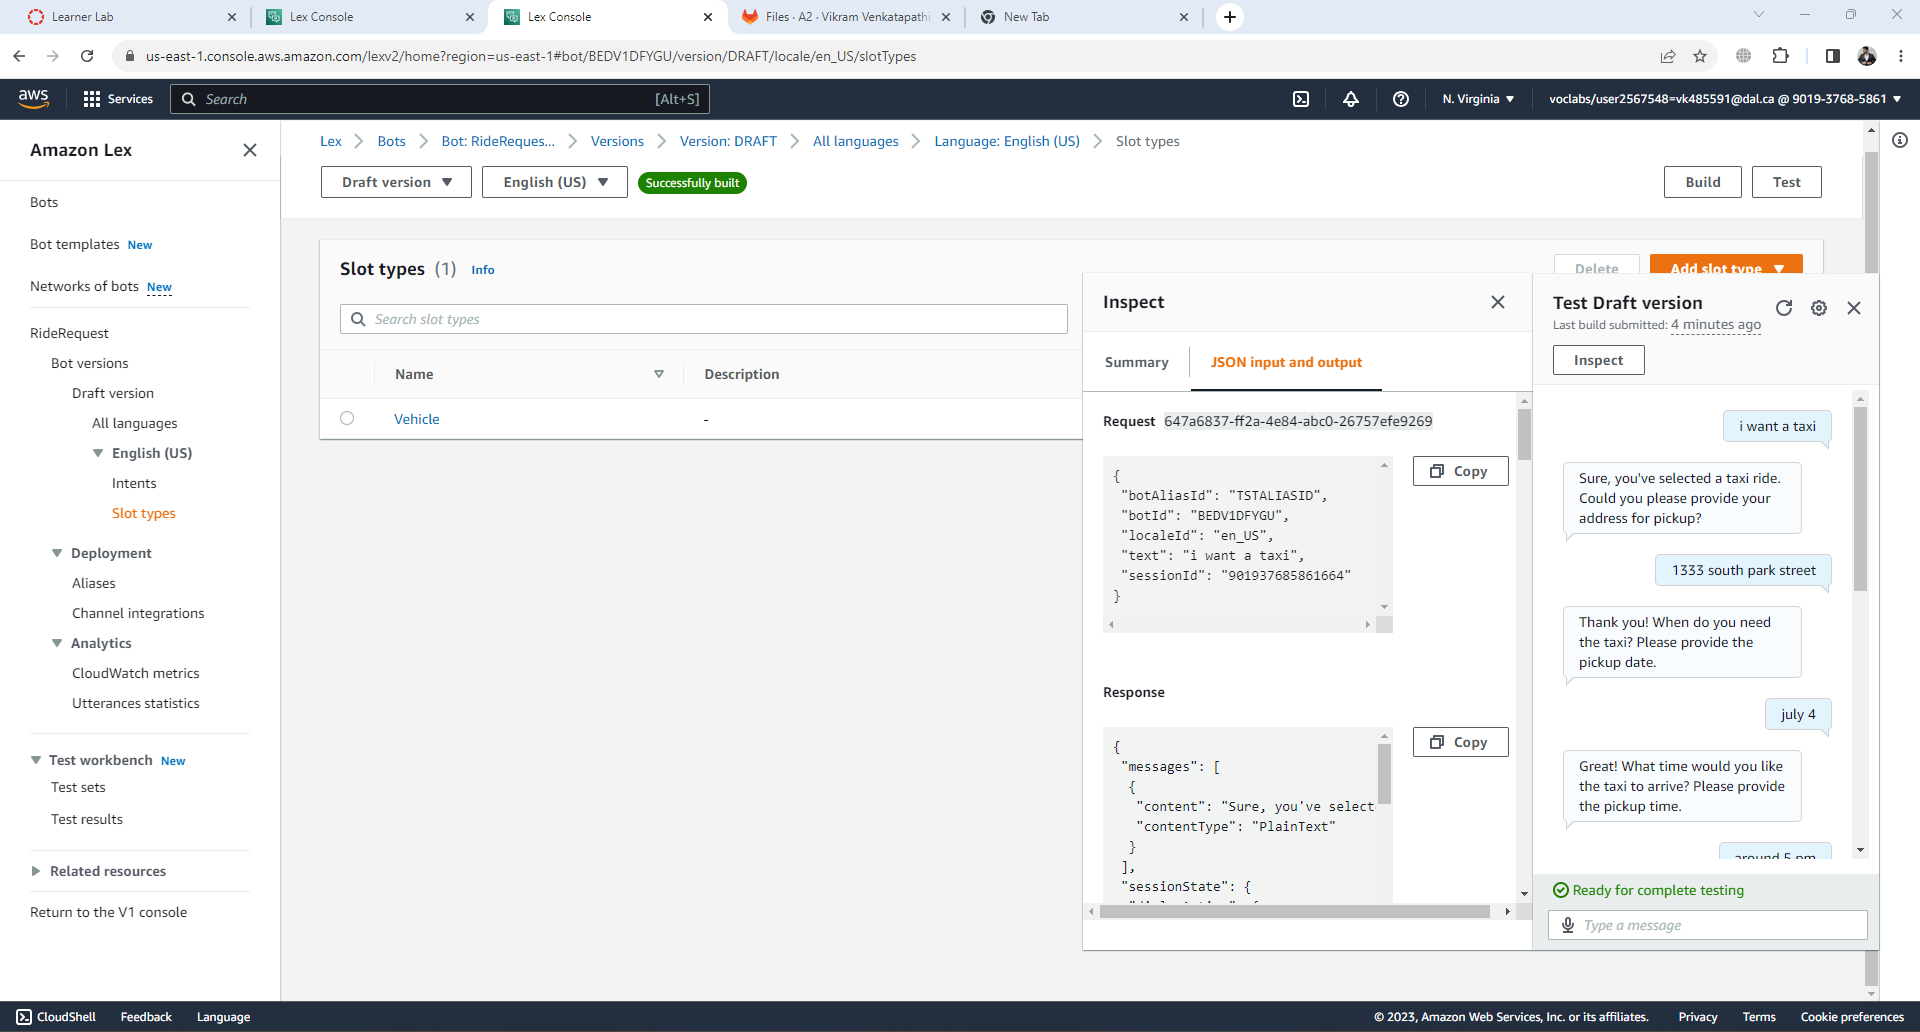 Learner Lab
Lex Console
Lex Console
Files · A2 · Vikram Venkatapathi
New Tab
us-east-1.console.aws.amazon.com/lexv2/home?region=us-east-1#bot/BEDV1DFYGU/version/DRAFT/locale/en_US/slotTypes
aws
Services
Search
[Alt+S]
N. Virginia
voclabs/user2567548=vk485591@dal.ca @ 9019-3768-5861
Amazon Lex
Bots
Bot templates New
Networks of bots New
RideRequest
Bot versions
Draft version
All languages
English (US)
Intents
Slot types
Deployment
Aliases
Channel integrations
Analytics
CloudWatch metrics
Utterances statistics
Test workbench New
Test sets
Test results
Related resources
Return to the V1 console
Lex
Bots
Bot: RideReques...
Versions
Version: DRAFT
All languages
Language: English (US)
Slot types
Draft version
English (US)
Successfully built
Build
Test
Slot types (1) Info
Delete
Add slot type
Search slot types
Name
Description
Vehicle
-
Inspect
Summary
JSON input and output
Request 647a6837-ff2a-4e84-abc0-26757efe9269
Copy
{
"botAliasId": "TSTALIASID",
"botId": "BEDV1DFYGU",
"localeId": "en_US",
"text": "i want a taxi",
"sessionId": "901937685861664"
}
Response
Copy
{
"messages": [
{
"content": "Sure, you've select
"contentType": "PlainText"
}
],
"sessionState": {
Test Draft version
Last build submitted: 4 minutes ago
Inspect
i want a taxi
Sure, you've selected a taxi ride.
Could you please provide your
address for pickup?
1333 south park street
Thank you! When do you need
the taxi? Please provide the
pickup date.
july 4
Great! What time would you like
the taxi to arrive? Please provide
the pickup time.
around 5 pm
Ready for complete testing
Type a message
CloudShell
Feedback
Language
© 2023, Amazon Web Services, Inc. or its affiliates.
Privacy
Terms
Cookie preferences